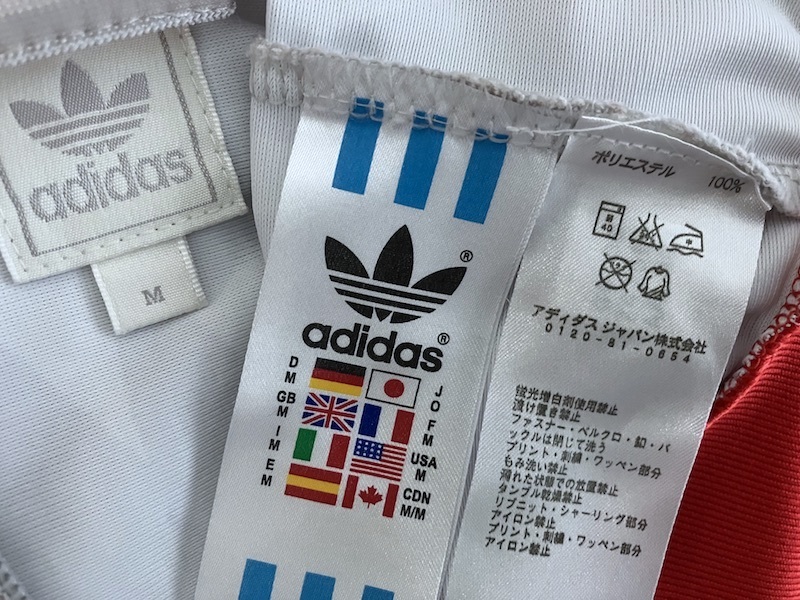 adidas
M
®
adidas®
D
M
GB
M
I
M
E
M
J
O
F
M
USA
M
CDN
M/M
ポリエステル 100%
40
アディダス ジャパン株式会社
0120-81-0654
蛍光増白剤使用禁止
漬け置き禁止
ファスナー・ベルクロ・釦・バ
ックルは閉じて洗う
プリント・刺繍・ワッペン部分
もみ洗い禁止
濡れた状態での放置禁止
タンブル乾燥禁止
リブニット・シャーリング部分
アイロン禁止
プリント・刺繍・ワッペン部分
アイロン禁止